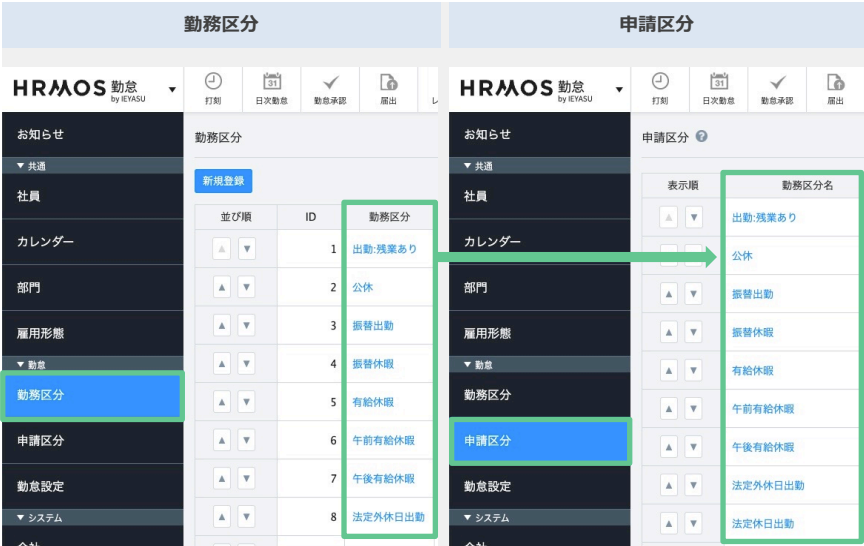 勤務区分
申請区分
HRMOS 勤怠
by IEYASU
打刻
31
日次勤怠
勤怠承認
届出
お知らせ
▼ 共通
社員
カレンダー
部門
雇用形態
▼ 勤怠
勤務区分
申請区分
勤怠設定
▼ システム
勤務区分
新規登録
並び順 ID 勤務区分
1 出勤:残業あり
2 公休
3 振替出勤
4 振替休暇
5 有給休暇
6 午前有給休暇
7 午後有給休暇
8 法定外休日出勤
HRMOS 勤怠
by IEYASU
打刻
31
日次勤怠
勤怠承認
届出
お知らせ
▼ 共通
社員
カレンダー
部門
雇用形態
▼ 勤怠
勤務区分
申請区分
勤怠設定
▼ システム
申請区分
表示順 勤務区分名
出勤:残業あり
公休
振替出勤
振替休暇
有給休暇
午前有給休暇
午後有給休暇
法定外休日出勤
法定休日出勤